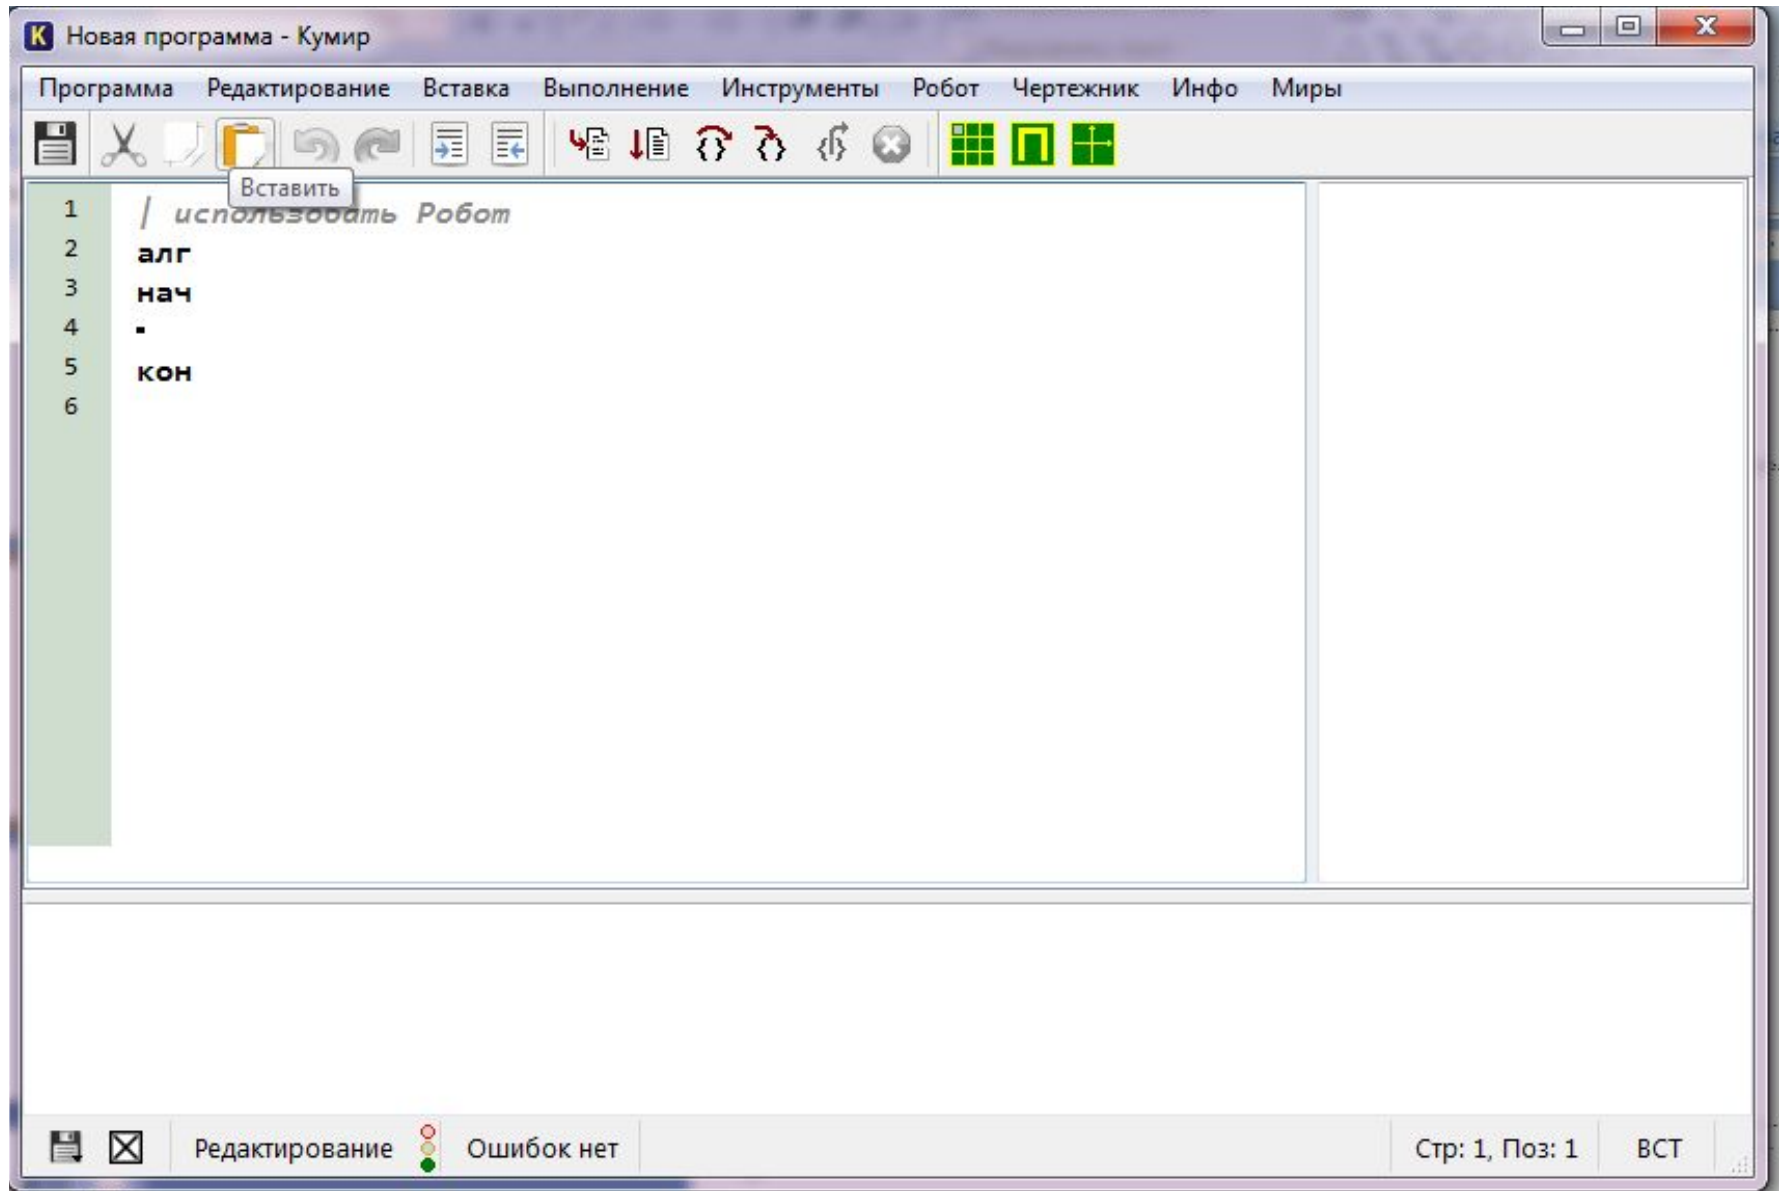 K Новая программа - Кумир
Программа Редактирование Вставка Выполнение Инструменты Робот Чертежник Инфо Миры
Вставить
1 | использовать Робот
2 алг
3 нач
4 ▪
5 кон
6
Редактирование Ошибок нет Стр: 1, Поз: 1 ВСТ